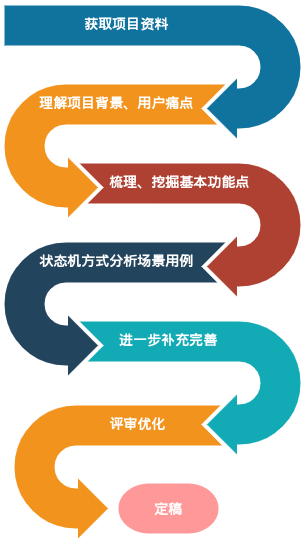 获取项目资料
理解项目背景、用户痛点
梳理、挖掘基本功能点
状态机方式分析场景用例
进一步补充完善
评审优化
定稿